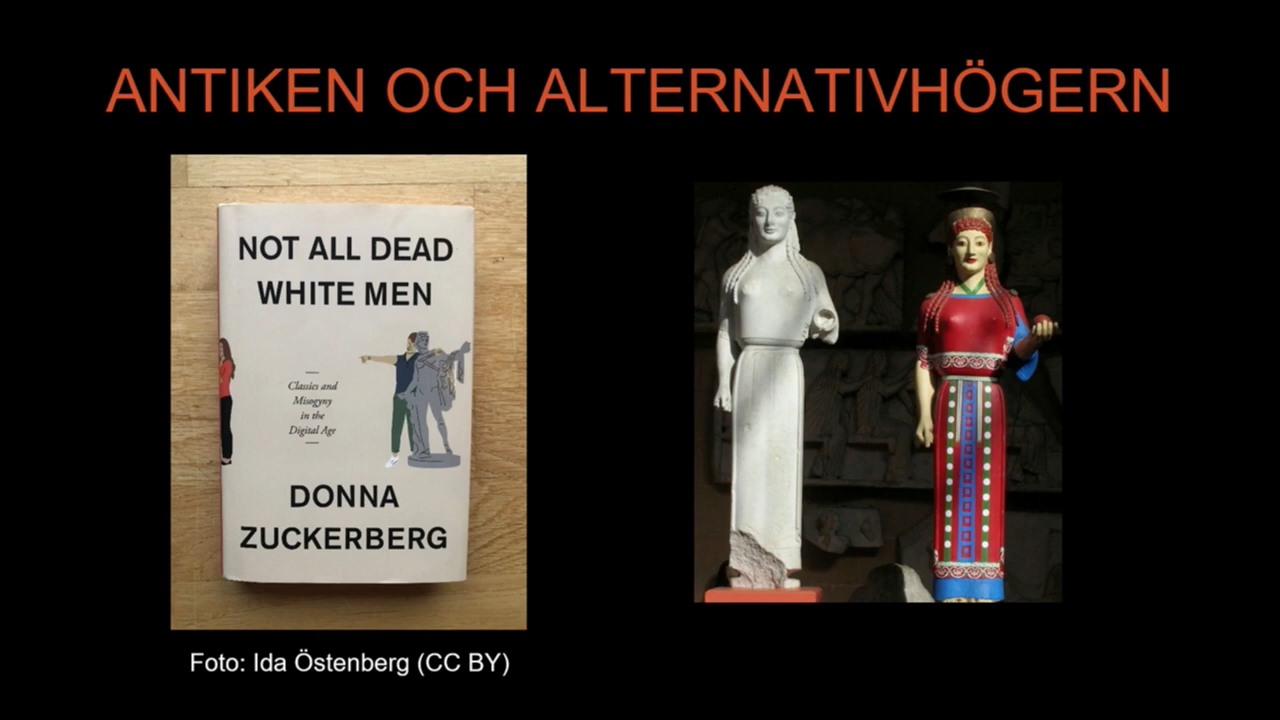 ANTIKEN OCH ALTERNATIVHÖGERN
NOT ALL DEAD
WHITE MEN
Classics and
Misogyny
in the
Digital Age
DONNA
ZUCKERBERG
Foto: Ida Östenberg (CC BY)